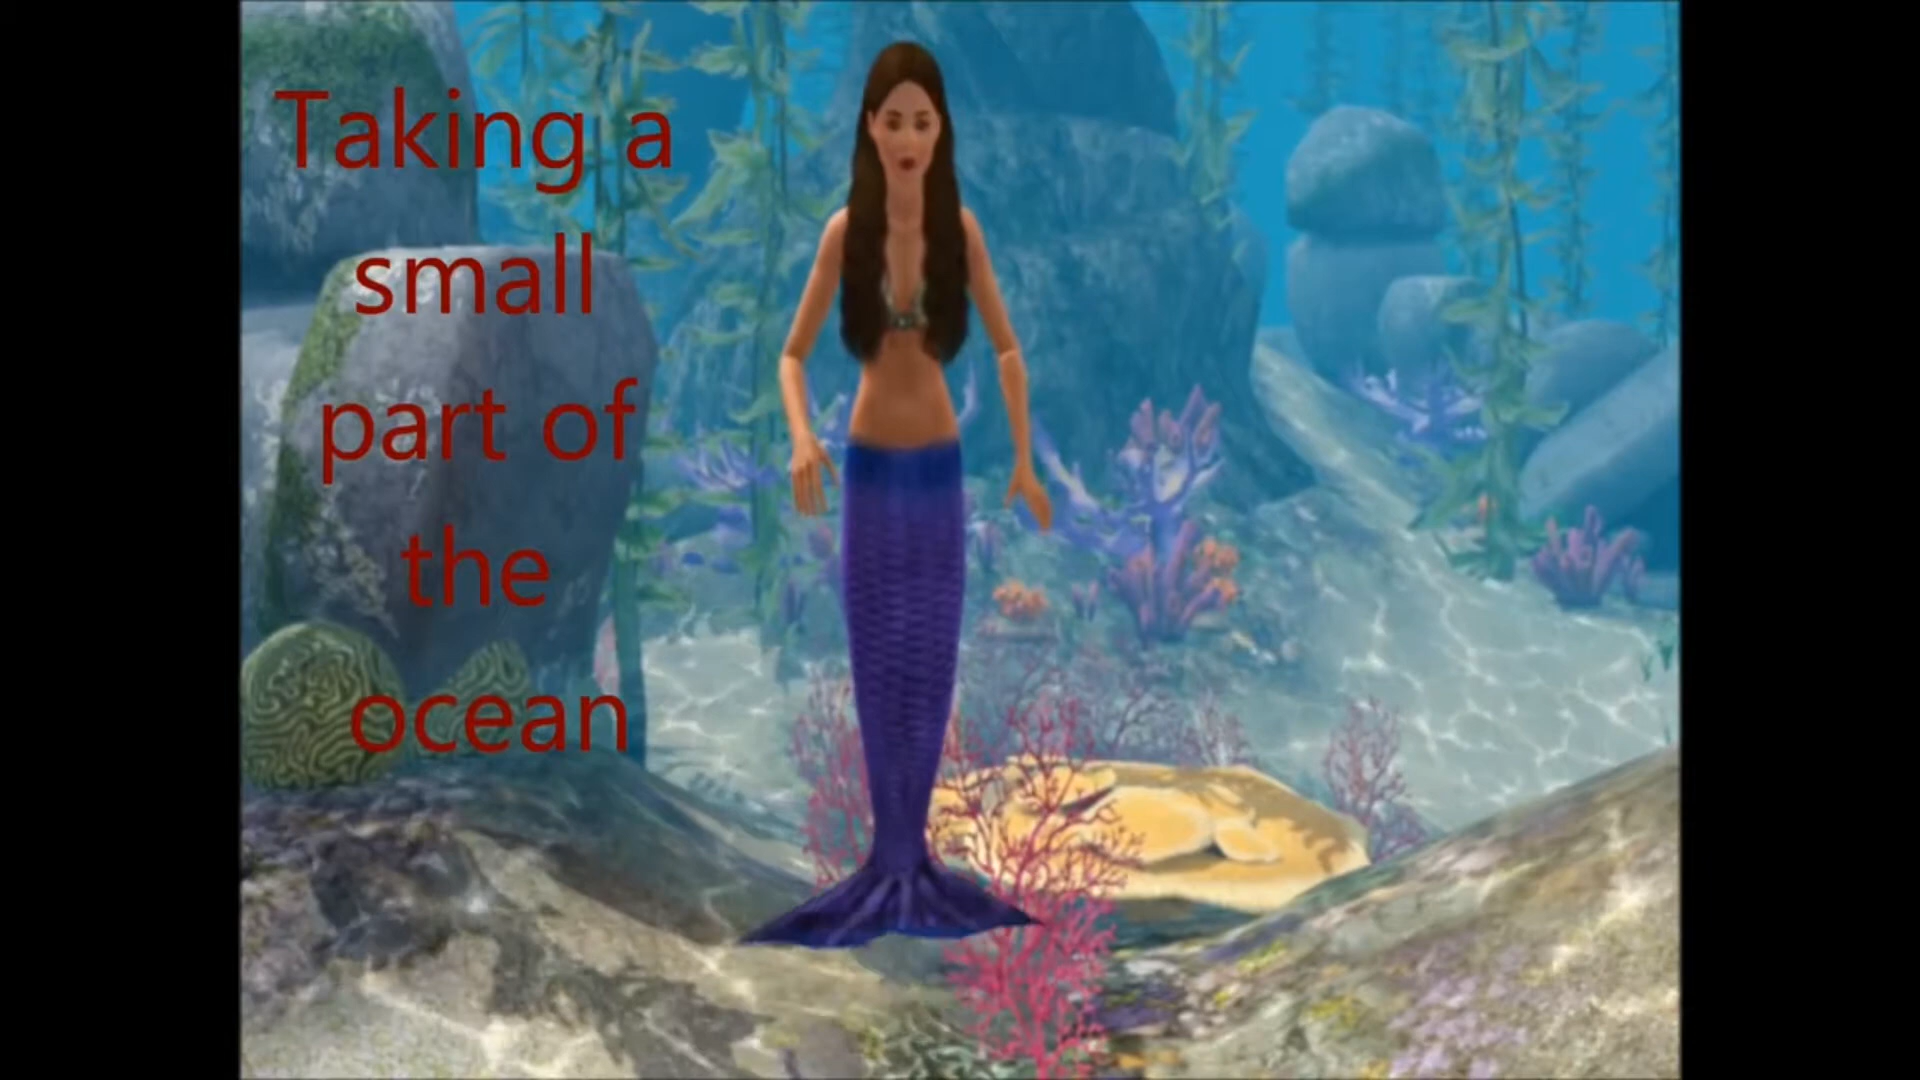 Taking a
small
part of
the
ocean